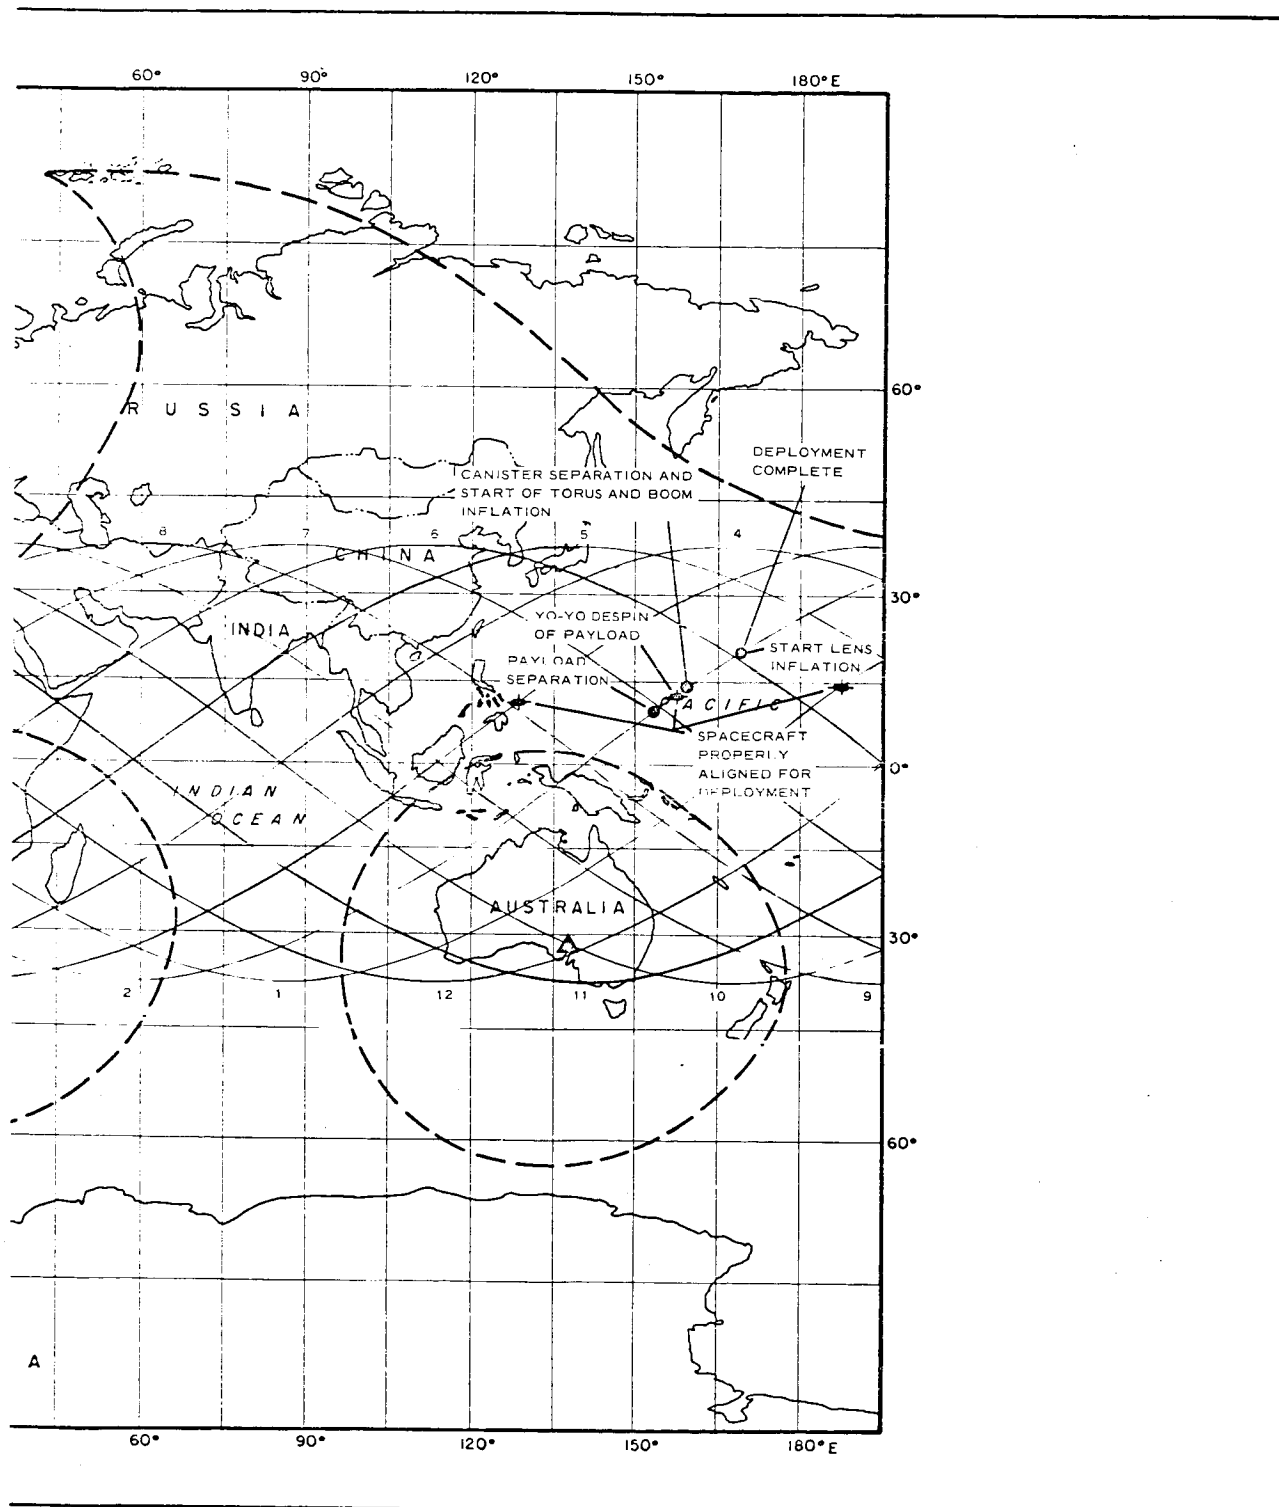 60° 90° 120° 150° 180°E
60°
RUSSIA
DEPLOYMENT
COMPLETE
CANISTER SEPARATION AND
START OF TORUS AND BOOM
INFLATION
8 7 6 5 4
CHINA
30°
YO-YO DESPIN
OF PAYLOAD
INDIA
START LENS
INFLATION
PAYLOAD
SEPARATION
PACIFIC
SPACECRAFT
PROPERLY
ALIGNED FOR
DEPLOYMENT
0°
INDIAN
OCEAN
AUSTRALIA
30°
2 1 12 11 10 9
60°
A
60° 90° 120° 150° 180°E